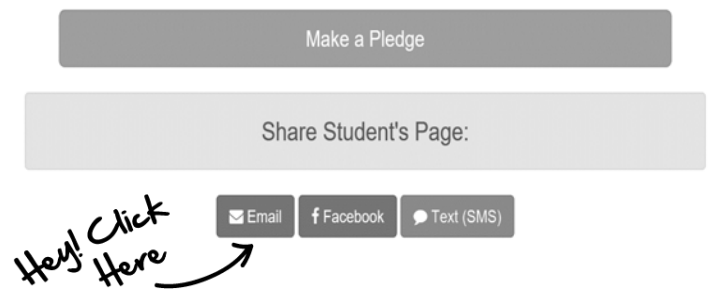 Make a Pledge
Share Student's Page:
Email
Facebook
Text (SMS)
Hey! Click
Here